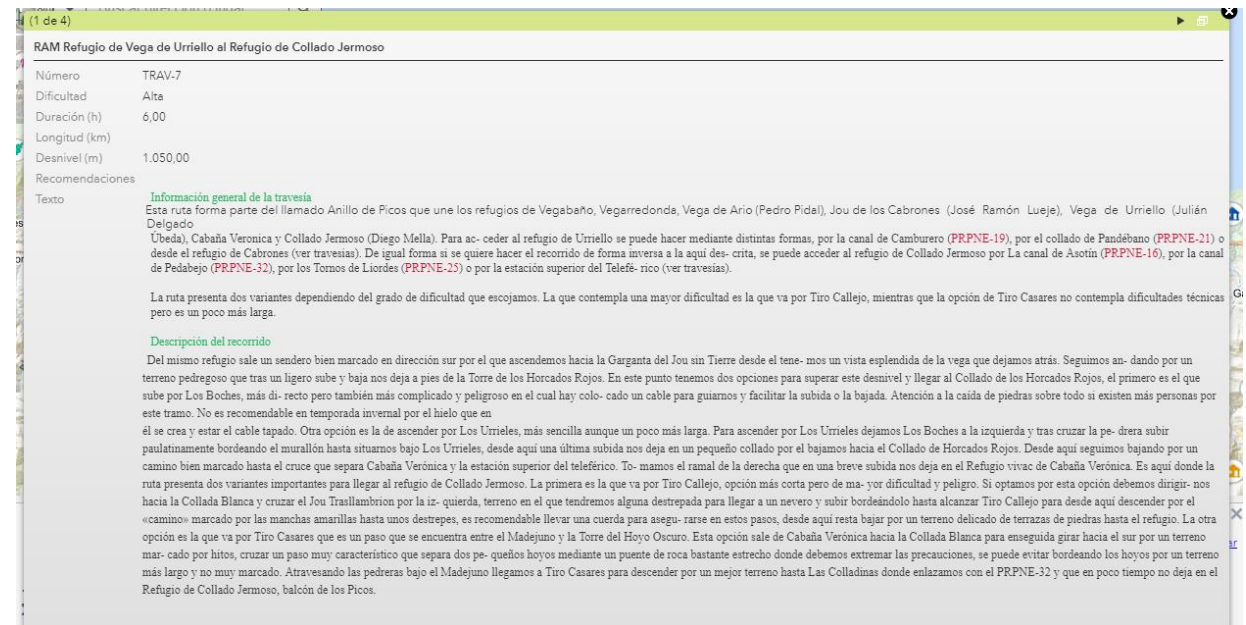 (1 de 4)
RAM Refugio de Vega de Urriello al Refugio de Collado Jermoso
Número TRAV-7
Dificultad Alta
Duración (h) 6,00
Longitud (km)
Desnivel (m) 1.050,00
Recomendaciones
Texto Información general de la travesía
Esta ruta forma parte del llamado Anillo de Picos que une los refugios de Vegabaño, Vegarredonda, Vega de Ario (Pedro Pidal), Jou de los Cabrones (José Ramón Lueje), Vega de Urriello (Julián
Delgado
Úbeda), Cabaña Veronica y Collado Jermoso (Diego Mella). Para ac- ceder al refugio de Urriello se puede hacer mediante distintas formas, por la canal de Camburero (PRPNE-19), por el collado de Pandébano (PRPNE-21) o
desde el refugio de Cabrones (ver travesias). De igual forma si se quiere hacer el recorrido de forma inversa a la aquí des- crita, se puede acceder al refugio de Collado Jermoso por La canal de Asotín (PRPNE-16), por la canal
de Pedabejo (PRPNE-32), por los Tornos de Liordes (PRPNE-25) o por la estación superior del Telefé- rico (ver travesías).
La ruta presenta dos variantes dependiendo del grado de dificultad que escojamos. La que contempla una mayor dificultad es la que va por Tiro Callejo, mientras que la opción de Tiro Casares no contempla dificultades técnicas
pero es un poco más larga.
Descripción del recorrido
Del mismo refugio sale un sendero bien marcado en dirección sur por el que ascendemos hacia la Garganta del Jou sin Tierre desde el tene- mos un vista esplendida de la vega que dejamos atrás. Seguimos an- dando por un
terreno pedregoso que tras un ligero sube y baja nos deja a pies de la Torre de los Horcados Rojos. En este punto tenemos dos opciones para superar este desnivel y llegar al Collado de los Horcados Rojos, el primero es el que
sube por Los Boches, más di- recto pero también más complicado y peligroso en el cual hay colo- cado un cable para guiarnos y facilitar la subida o la bajada. Atención a la caída de piedras sobre todo si existen más personas por
este tramo. No es recomendable en temporada invernal por el hielo que en
él se crea y estar el cable tapado. Otra opción es la de ascender por Los Urrieles, más sencilla aunque un poco más larga. Para ascender por Los Urrieles dejamos Los Boches a la izquierda y tras cruzar la pe- drera subir
paulatinamente bordeando el murallón hasta situarnos bajo Los Urrieles, desde aquí una última subida nos deja en un pequeño collado por el bajamos hacia el Collado de Horcados Rojos. Desde aquí seguimos bajando por un
camino bien marcado hasta el cruce que separa Cabaña Verónica y la estación superior del teleférico. To- mamos el ramal de la derecha que en una breve subida nos deja en el Refugio vivac de Cabaña Verónica. Es aquí donde la
ruta presenta dos variantes importantes para llegar al refugio de Collado Jermoso. La primera es la que va por Tiro Callejo, opción más corta pero de ma- yor dificultad y peligro. Si optamos por esta opción debemos dirigir- nos
hacia la Collada Blanca y cruzar el Jou Trasllambrion por la iz- quierda, terreno en el que tendremos alguna destrepada para llegar a un nevero y subir bordeándolo hasta alcanzar Tiro Callejo para desde aquí descender por el
«camino» marcado por las manchas amarillas hasta unos destrepes, es recomendable llevar una cuerda para asegu- rarse en estos pasos, desde aquí resta bajar por un terreno delicado de terrazas de piedras hasta el refugio. La otra
opción es la que va por Tiro Casares que es un paso que se encuentra entre el Madejuno y la Torre del Hoyo Oscuro. Esta opción sale de Cabaña Verónica hacia la Collada Blanca para enseguida girar hacia el sur por un terreno
mar- cado por hitos, cruzar un paso muy característico que separa dos pe- queños hoyos mediante un puente de roca bastante estrecho donde debemos extremar las precauciones, se puede evitar bordeando los hoyos por un terreno
más largo y no muy marcado. Atravesando las pedreras bajo el Madejuno llegamos a Tiro Casares para descender por un mejor terreno hasta Las Colladinas donde enlazamos con el PRPNE-32 y que en poco tiempo no deja en el
Refugio de Collado Jermoso, balcón de los Picos.